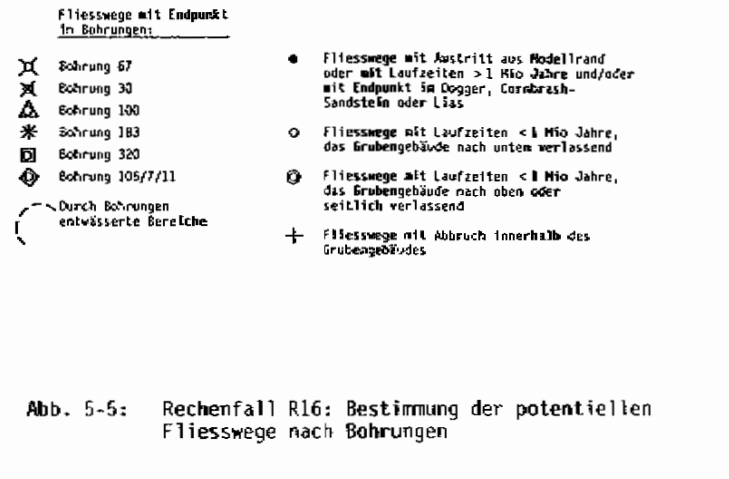 Fliesswege mit Endpunkt
in Bohrungen:
Bohrung 67
Bohrung 30
Bohrung 100
Bohrung 183
Bohrung 320
Bohrung 105/7/11
Durch Bohrungen
entwässerte Bereiche
Fliesswege mit Austritt aus Modellrand
oder mit Laufzeiten >1 Mio Jahre und/oder
mit Endpunkt im Dogger, Cornbrash-
Sandstein oder Lias
Fliesswege mit Laufzeiten < 1 Mio Jahre,
das Grubengebäude nach unten verlassend
Fliesswege mit Laufzeiten < 1 Mio Jahre,
das Grubengebäude nach oben oder
seitlich verlassend
Fliesswege mit Abbruch innerhalb des
Grubengebäudes
Abb. 5-5: Rechenfall R16: Bestimmung der potentiellen
Fliesswege nach Bohrungen